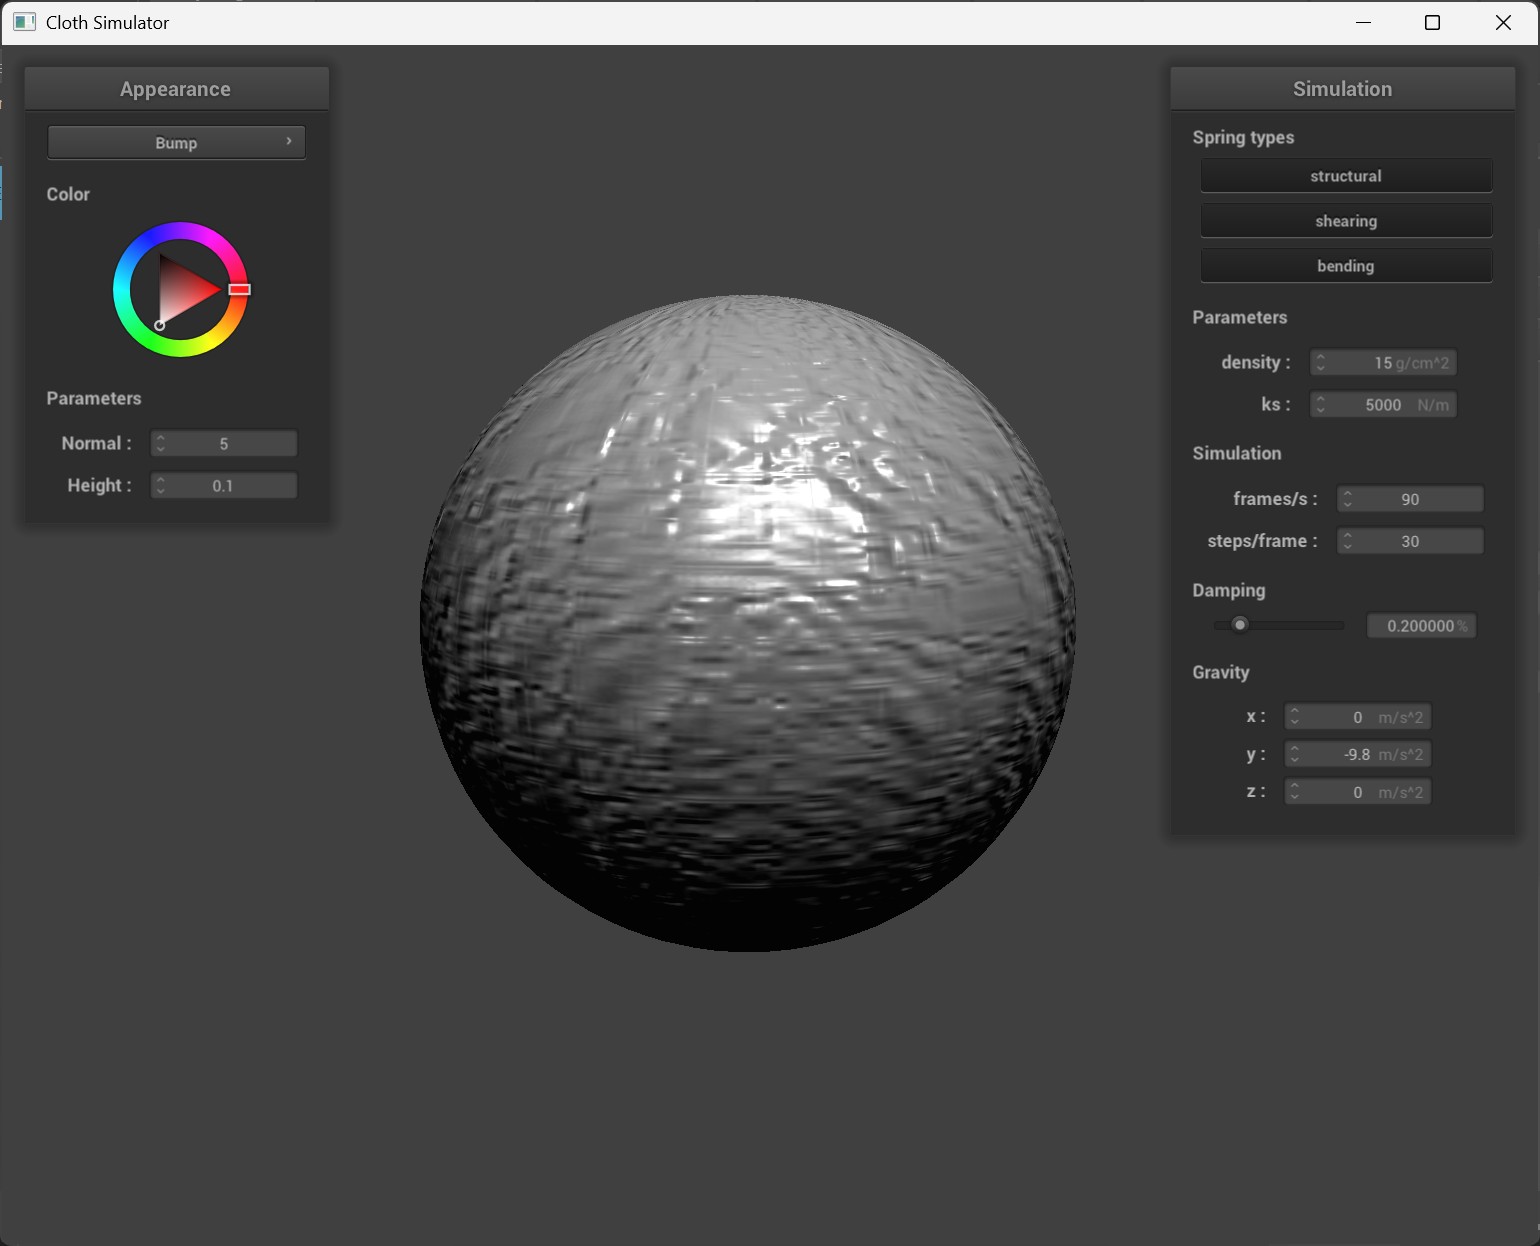 Cloth Simulator
Appearance
Bump
Color
Parameters
Normal : 5
Height : 0.1
Simulation
Spring types
structural
shearing
bending
Parameters
density : 15 g/cm^2
ks : 5000 N/m
Simulation
frames/s : 90
steps/frame : 30
Damping
0.200000 %
Gravity
x : 0 m/s^2
y : -9.8 m/s^2
z : 0 m/s^2